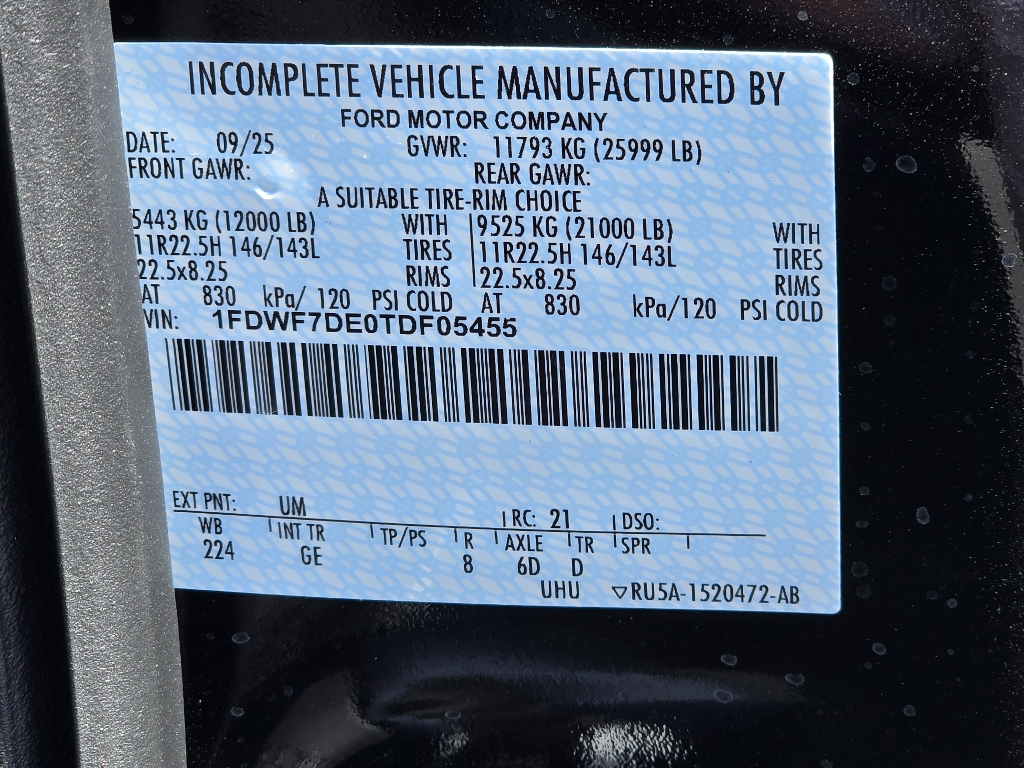 INCOMPLETE VEHICLE MANUFACTURED BY
FORD MOTOR COMPANY
DATE: 09/25 GVWR: 11793 KG (25999 LB)
FRONT GAWR: REAR GAWR:
A SUITABLE TIRE-RIM CHOICE
5443 KG (12000 LB) WITH 9525 KG (21000 LB) WITH
11R22.5H 146/143L TIRES 11R22.5H 146/143L TIRES
22.5x8.25 RIMS 22.5x8.25 RIMS
AT 830 kPa/ 120 PSI COLD AT 830 kPa/120 PSI COLD
VIN: 1FDWF7DE0TDF05455
EXT PNT: UM RC: 21 DSO:
WB INT TR TP/PS R AXLE TR SPR
224 GE 8 6D D
UHU ▽RU5A-1520472-AB